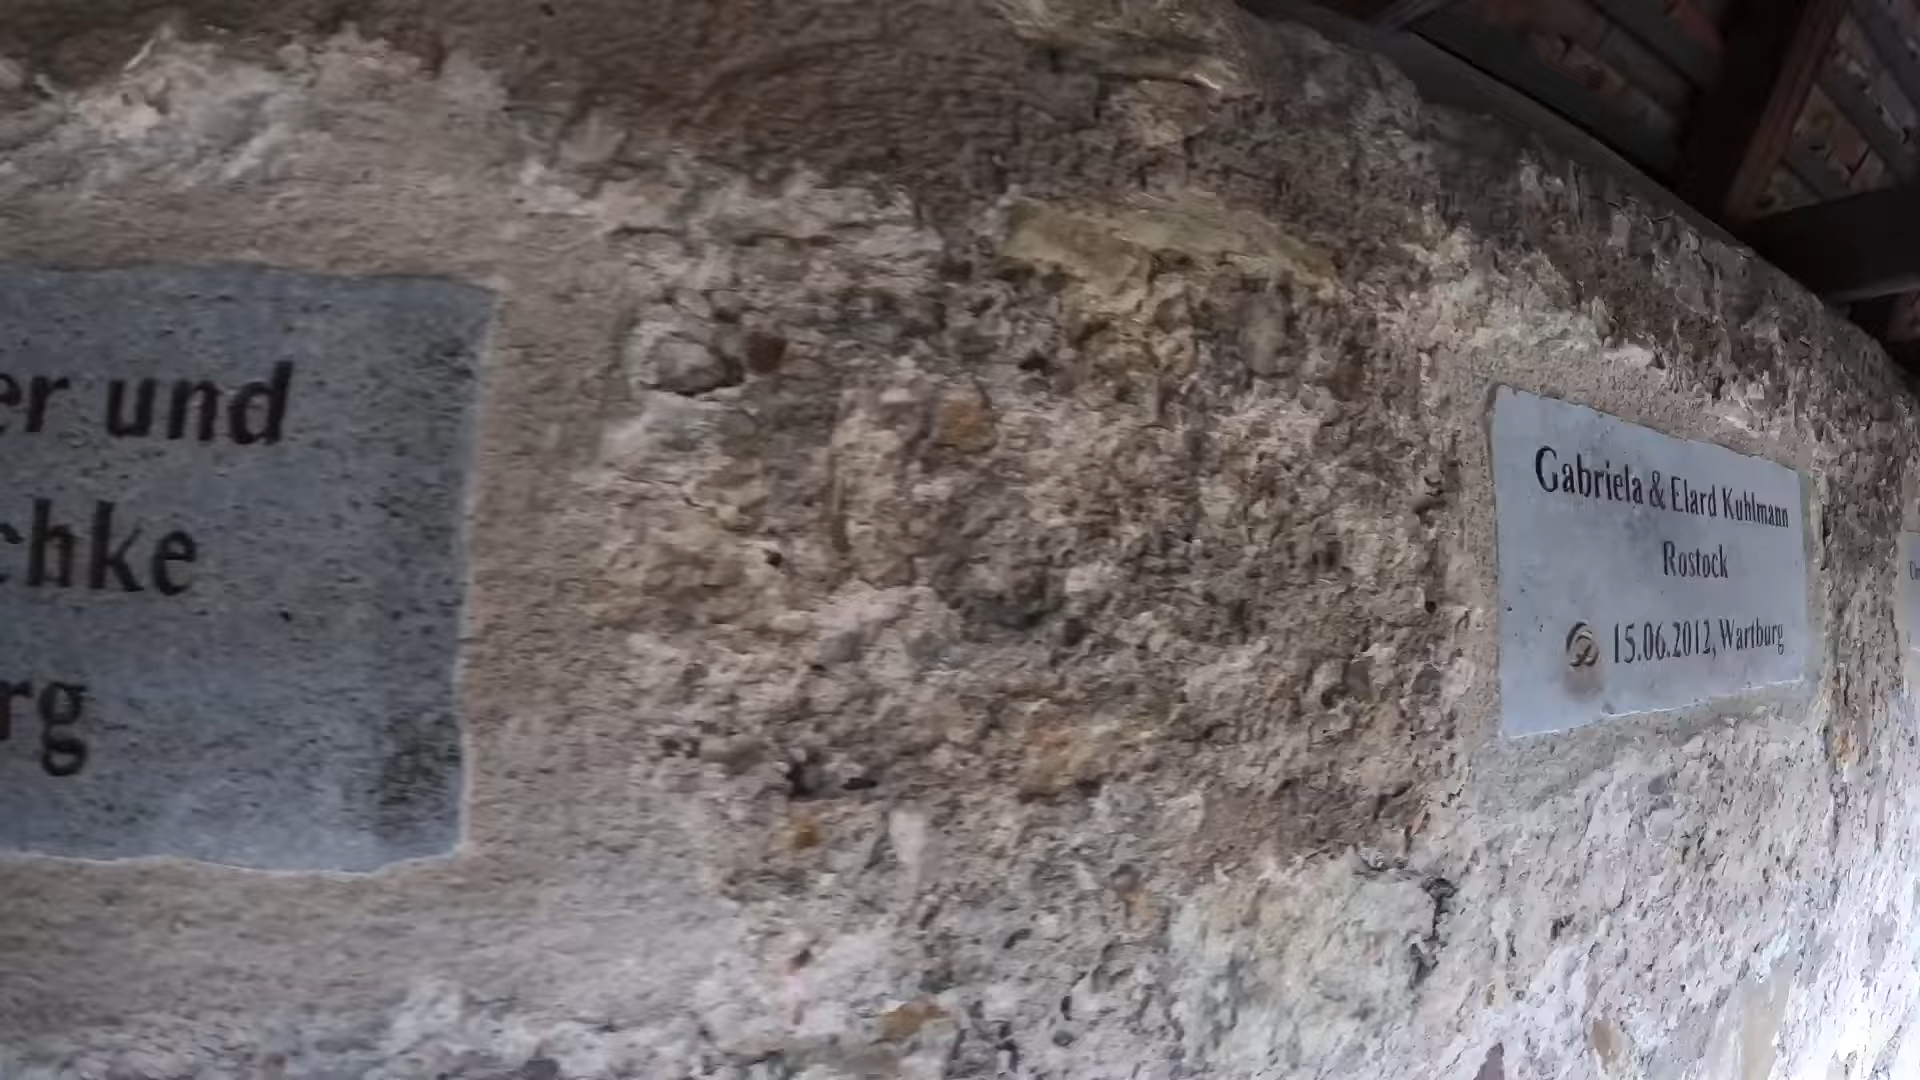 er und
chke
rg
Gabriela & Elard Kuhlmann
Rostock
15.06.2012, Wartburg